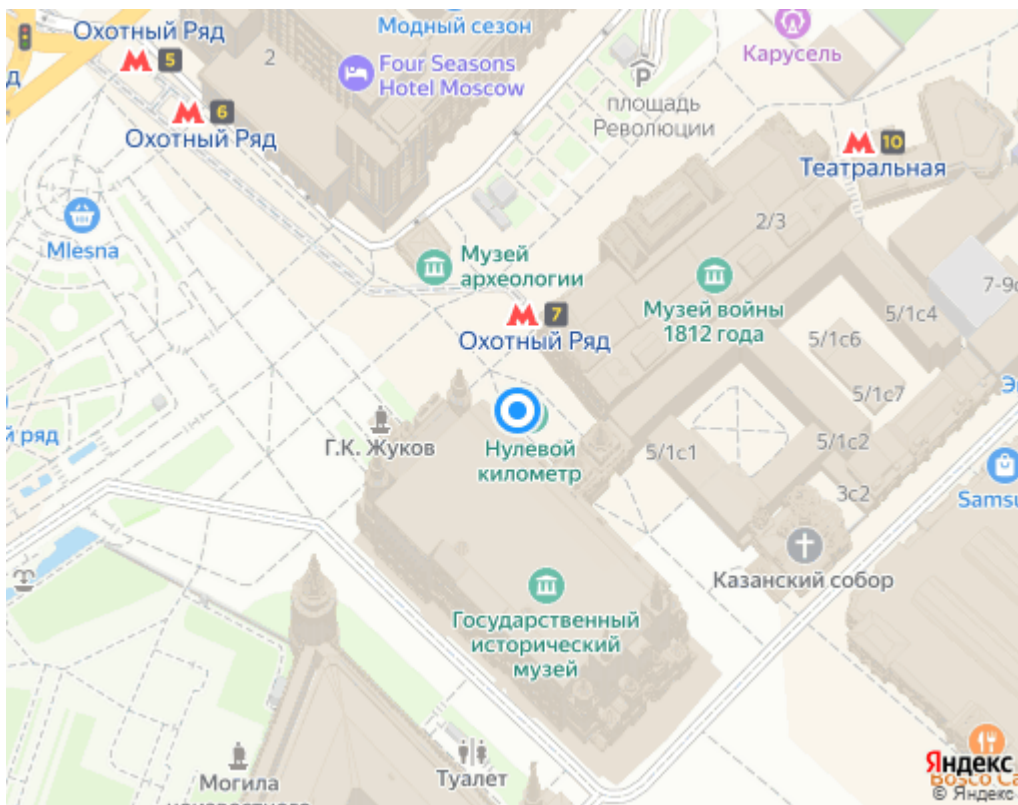 Охотный Ряд
5
2
Модный сезон
Four Seasons
Hotel Moscow
Карусель
P
площадь
Революции
6
Охотный Ряд
10
Театральная
Mlesna
2/3
Музей
археологии
7
Охотный Ряд
Музей войны
1812 года
7-9с
5/1с4
5/1с6
5/1с7
Г.К. Жуков
й ряд
Нулевой
километр
5/1с1
5/1с2
3с2
Samsu
Казанский собор
Государственный
исторический
музей
Туалет
Могила
Яндекс
Bosco Ca
© Яндекс